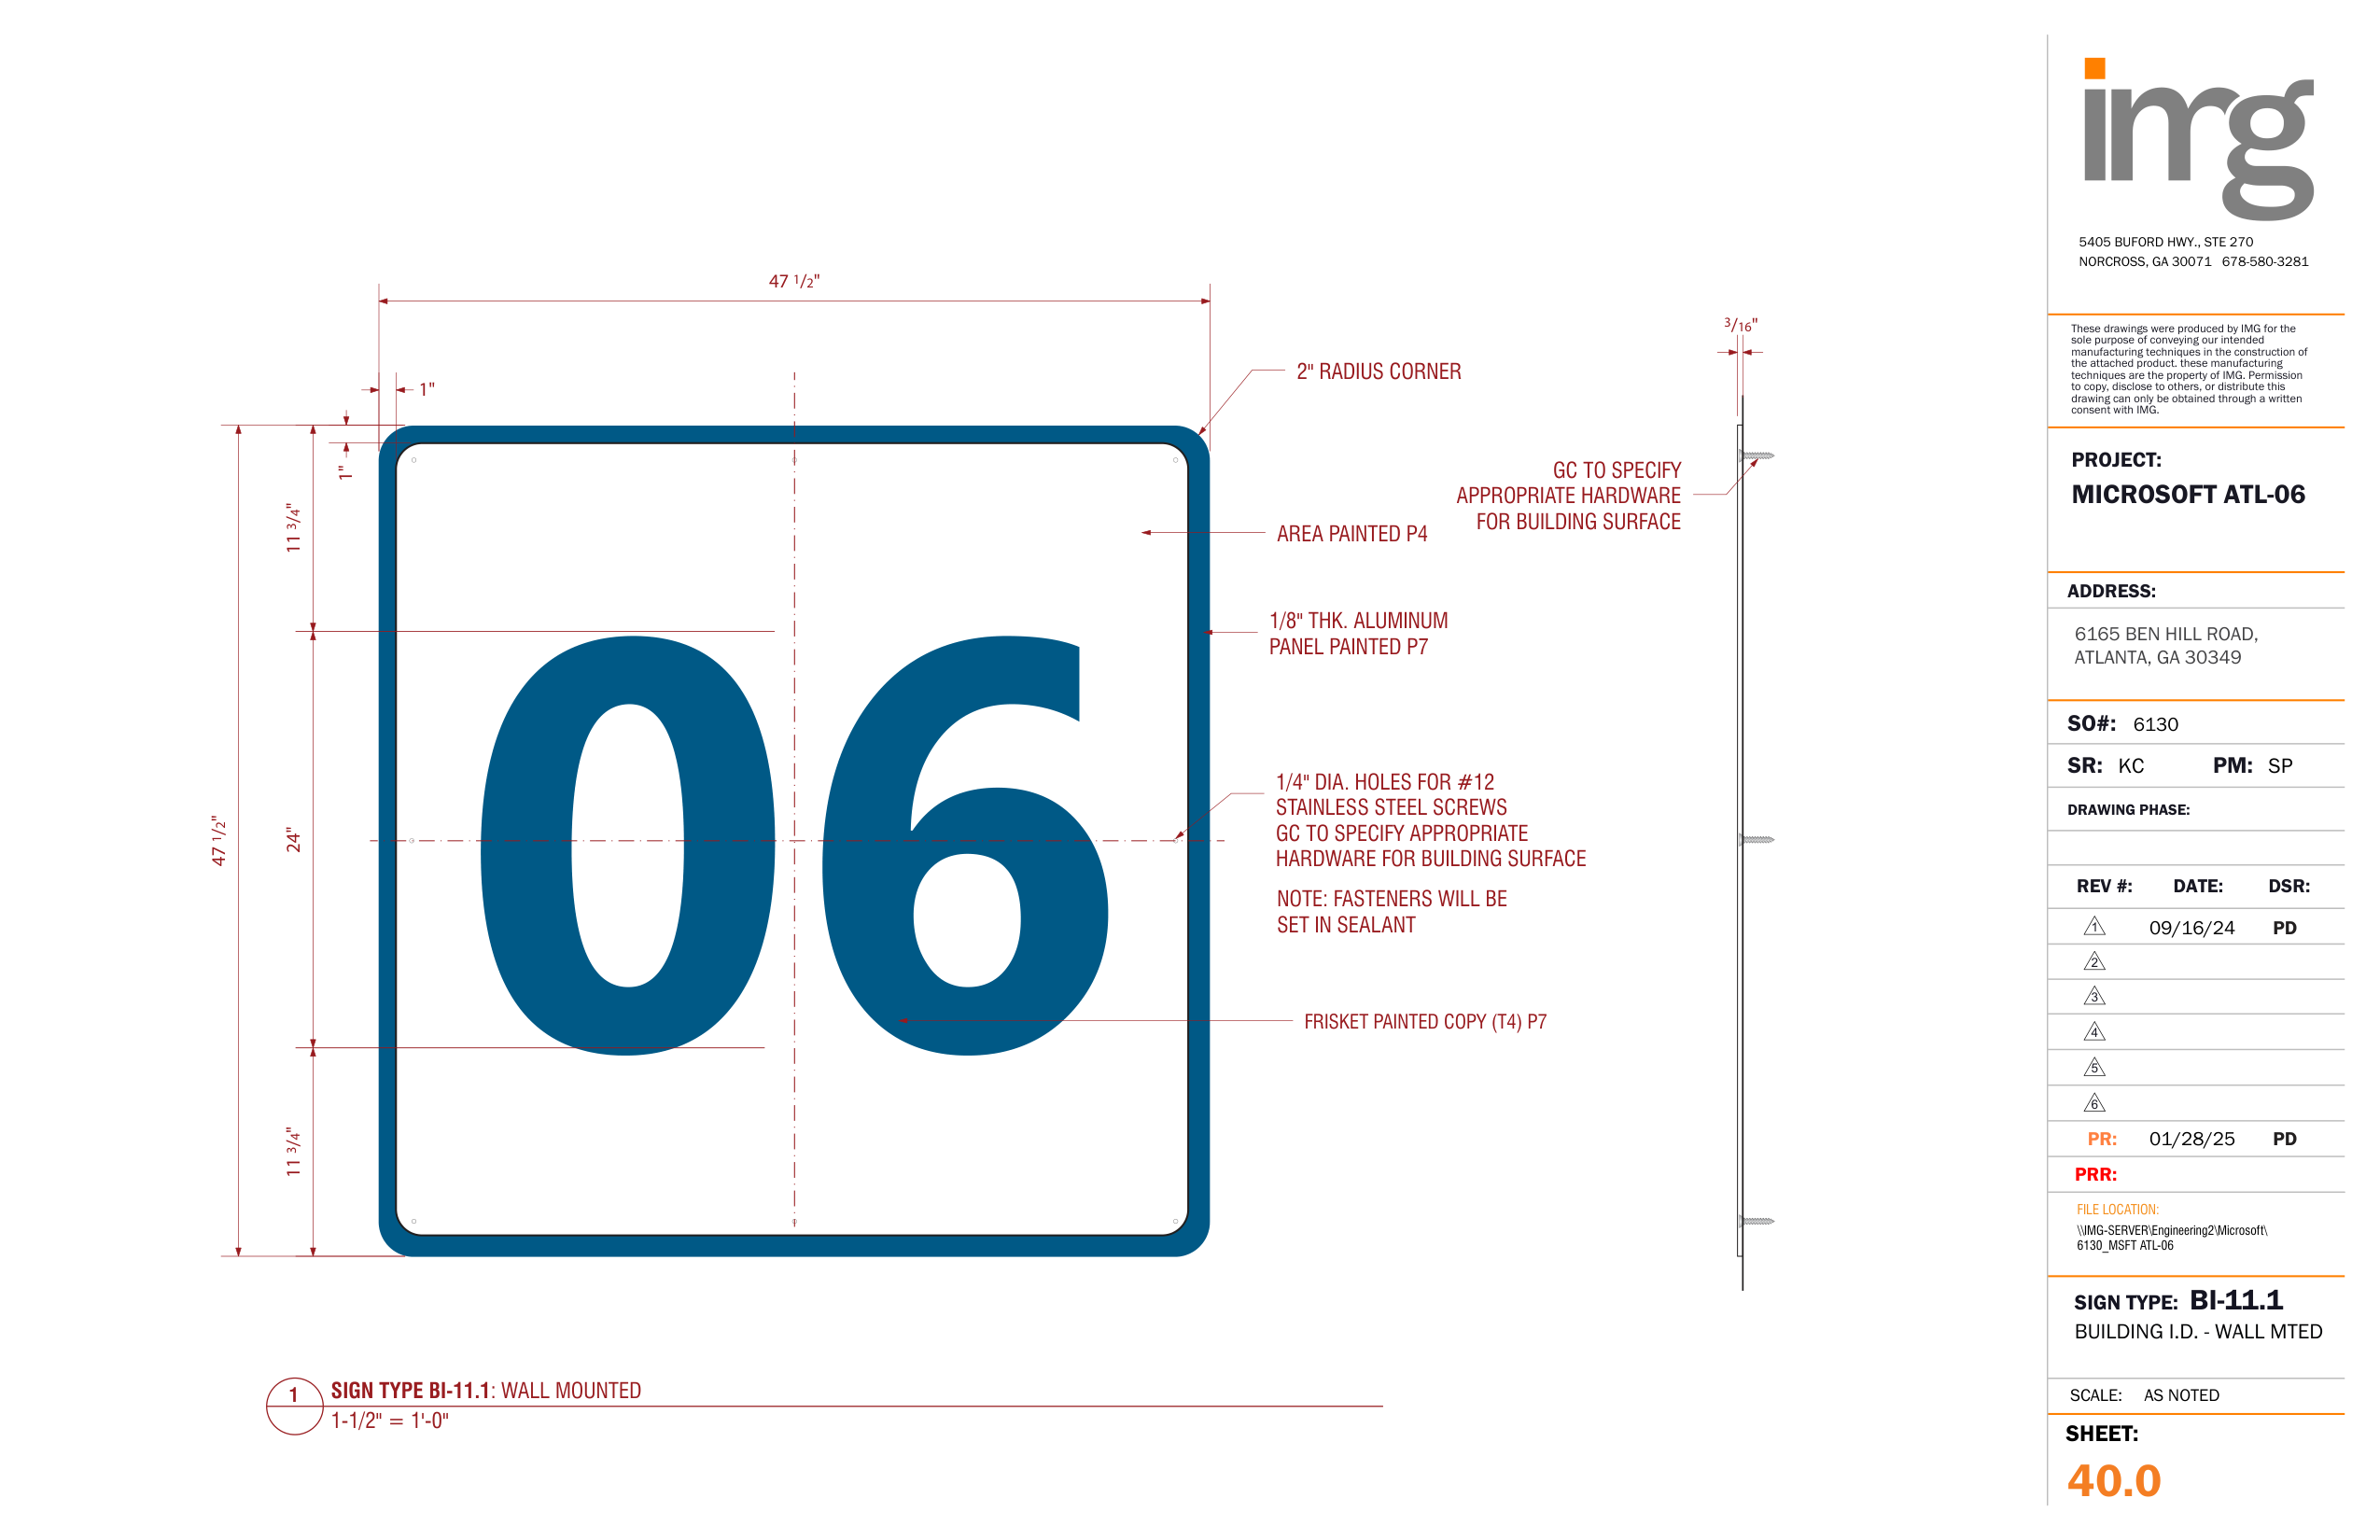 47 1/2"
1"
1"
11 3/4"
24"
11 3/4"
47 1/2"
06
2" RADIUS CORNER
AREA PAINTED P4
1/8" THK. ALUMINUM
PANEL PAINTED P7
1/4" DIA. HOLES FOR #12
STAINLESS STEEL SCREWS
GC TO SPECIFY APPROPRIATE
HARDWARE FOR BUILDING SURFACE
NOTE: FASTENERS WILL BE
SET IN SEALANT
FRISKET PAINTED COPY (T4) P7
3/16"
GC TO SPECIFY
APPROPRIATE HARDWARE
FOR BUILDING SURFACE
1
SIGN TYPE BI-11.1: WALL MOUNTED
1-1/2" = 1'-0"
img
5405 BUFORD HWY., STE 270
NORCROSS, GA 30071 678-580-3281
These drawings were produced by IMG for the
sole purpose of conveying our intended
manufacturing techniques in the construction of
the attached product. these manufacturing
techniques are the property of IMG. Permission
to copy, disclose to others, or distribute this
drawing can only be obtained through a written
consent with IMG.
PROJECT:
MICROSOFT ATL-06
ADDRESS:
6165 BEN HILL ROAD,
ATLANTA, GA 30349
SO#: 6130
SR: KC PM: SP
DRAWING PHASE:
REV #: DATE: DSR:
1 09/16/24 PD
2
3
4
5
6
PR: 01/28/25 PD
PRR:
FILE LOCATION:
\\IMG-SERVER\Engineering2\Microsoft\
6130_MSFT ATL-06
SIGN TYPE: BI-11.1
BUILDING I.D. - WALL MTED
SCALE: AS NOTED
SHEET:
40.0